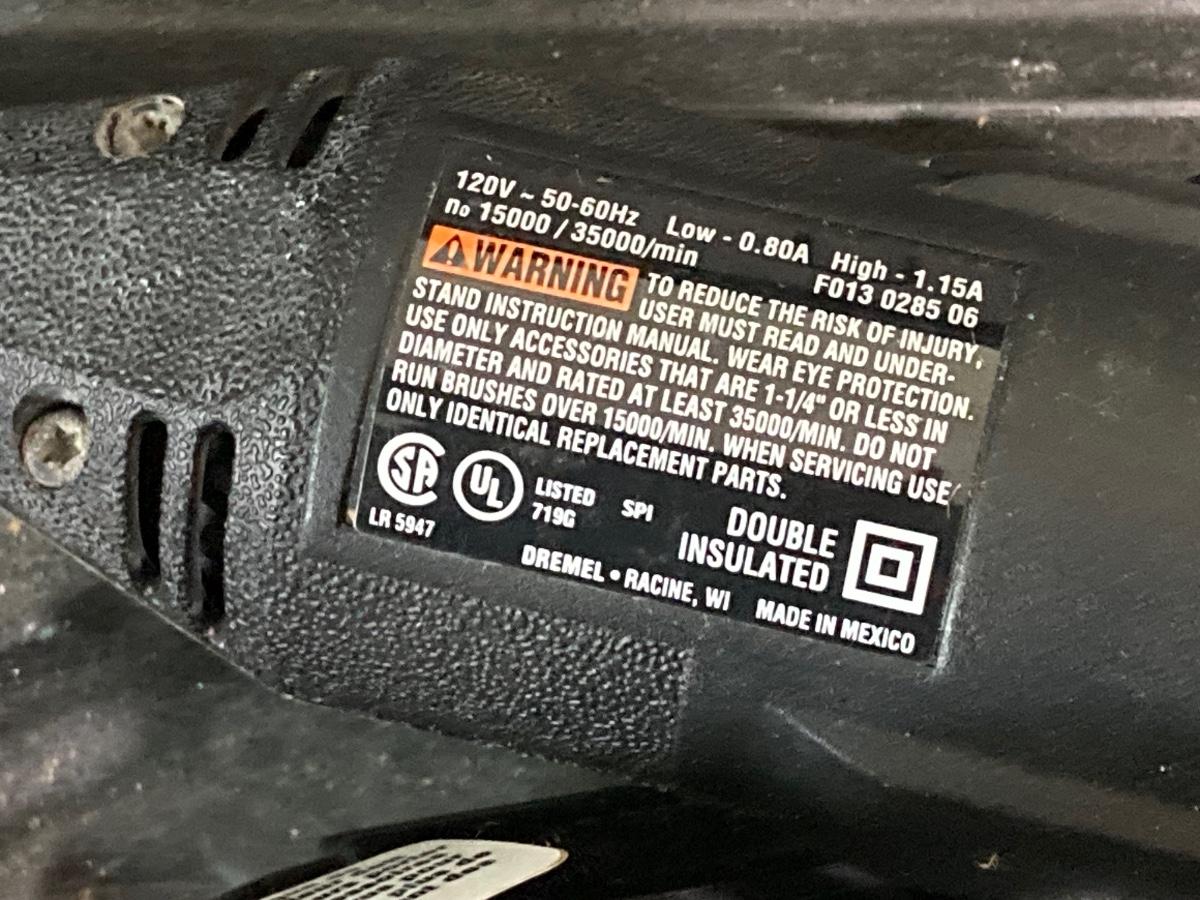 120V ~ 50-60Hz Low - 0.80A High - 1.15A
no 15000 / 35000/min F013 0285 06
WARNING TO REDUCE THE RISK OF INJURY,
USER MUST READ AND UNDER-
STAND INSTRUCTION MANUAL. WEAR EYE PROTECTION.
USE ONLY ACCESSORIES THAT ARE 1-1/4" OR LESS IN
DIAMETER AND RATED AT LEAST 35000/MIN. DO NOT
RUN BRUSHES OVER 15000/MIN. WHEN SERVICING USE
ONLY IDENTICAL REPLACEMENT PARTS.
SA UL LISTED SPI DOUBLE
LR 5947 719G INSULATED
DREMEL • RACINE, WI MADE IN MEXICO